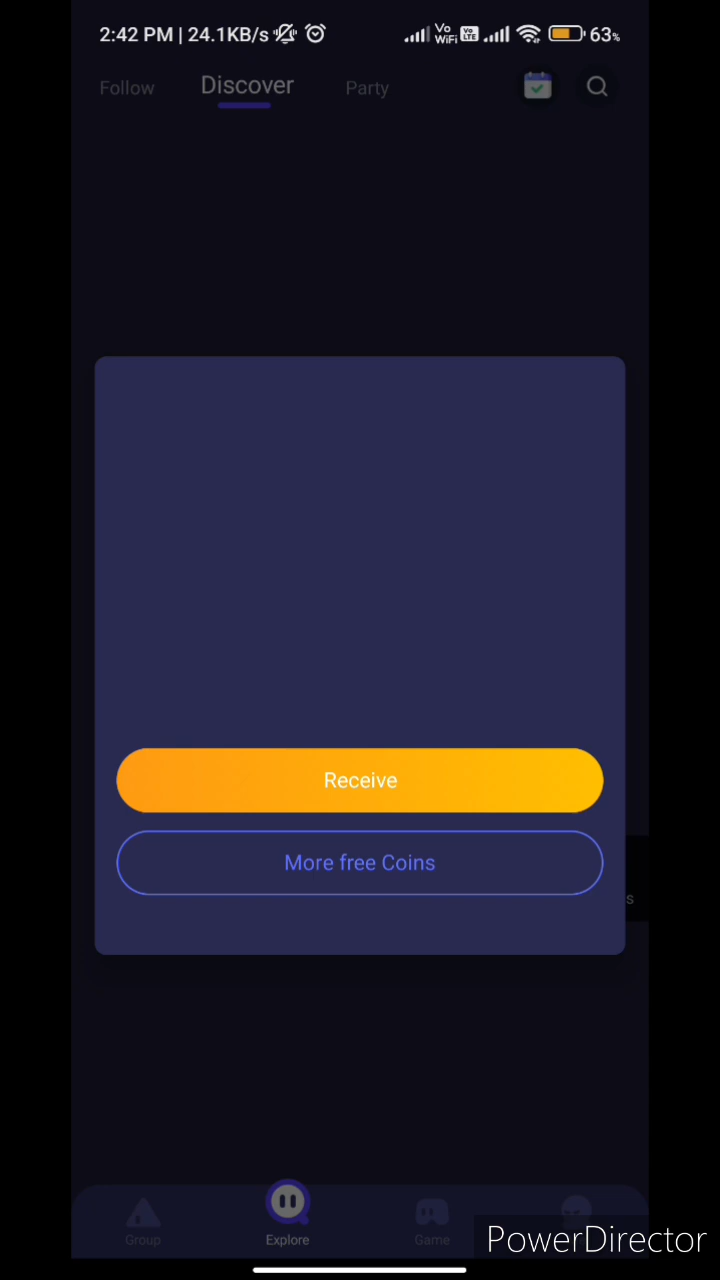 2:42 PM | 24.1KB/s Vo WiFi Vo LTE 63%
Follow Discover Party
Receive
More free Coins
s
Group Explore Game
PowerDirector